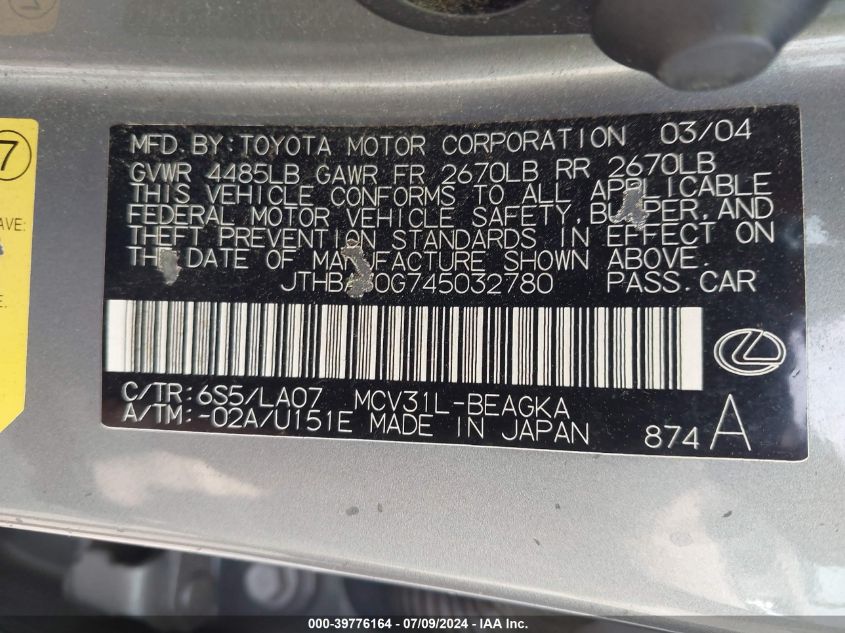 7
AVE:
MFD. BY: TOYOTA MOTOR CORPORATION 03/04
GVWR 4485LB GAWR FR 2670LB RR 2670LB
THIS VEHICLE CONFORMS TO ALL APPLICABLE
FEDERAL MOTOR VEHICLE SAFETY, BUMPER, AND
THEFT PREVENTION STANDARDS IN EFFECT ON
THE DATE OF MANUFACTURE SHOWN ABOVE.
JTHBA30G745032780 PASS. CAR
C/TR: 6S5/LA07 MCV31L-BEAGKA
A/TM: -02A/U151E MADE IN JAPAN 874 A
000-39776164 - 07/09/2024 - IAA Inc.